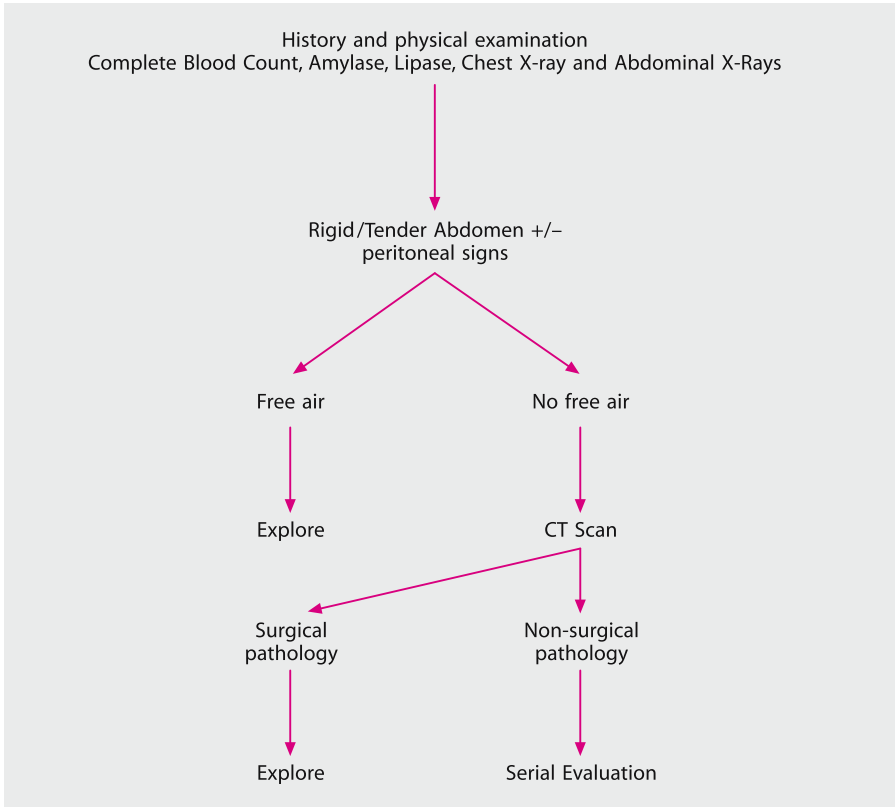 History and physical examination
Complete Blood Count, Amylase, Lipase, Chest X-ray and Abdominal X-Rays
Rigid/Tender Abdomen +/–
peritoneal signs
Free air
No free air
Explore
CT Scan
Surgical
pathology
Non-surgical
pathology
Explore
Serial Evaluation